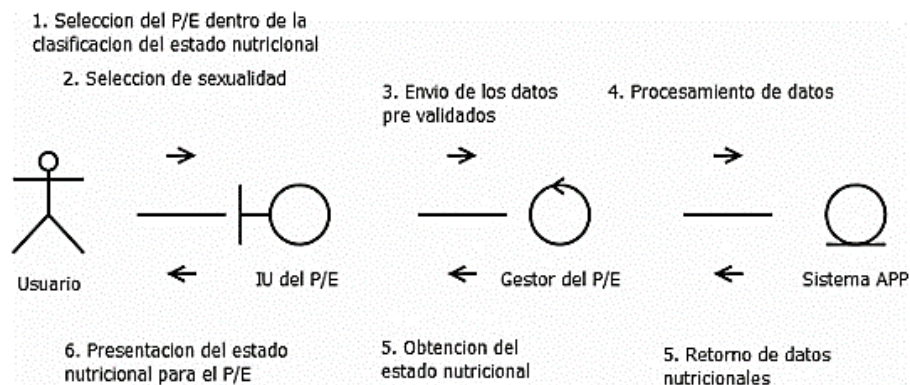 1. Seleccion del P/E dentro de la
clasificacion del estado nutricional
2. Seleccion de sexualidad
3. Envio de los datos
pre validados
4. Procesamiento de datos
Usuario
IU del P/E
Gestor del P/E
Sistema APP
6. Presentacion del estado
nutricional para el P/E
5. Obtencion del
estado nutricional
5. Retorno de datos
nutricionales